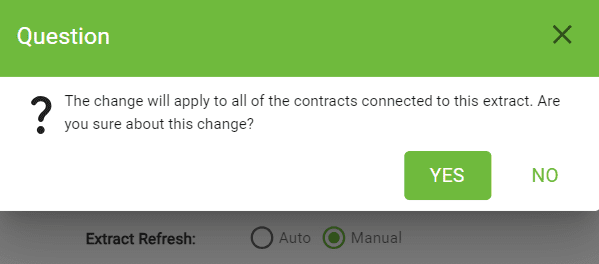 Question
The change will apply to all of the contracts connected to this extract. Are
you sure about this change?
YES NO
Extract Refresh: Auto Manual